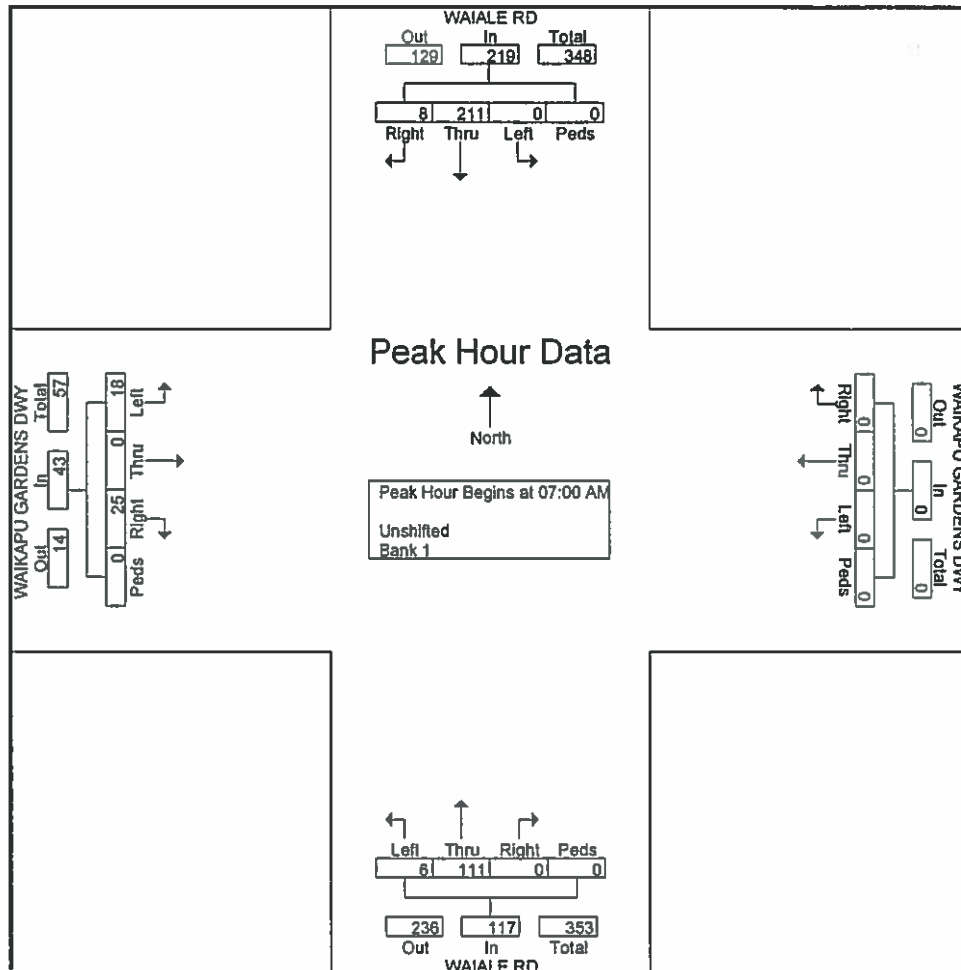 WAIALE RD
Out In Total
129 219 348
8 211 0 0
Right Thru Left Peds
Peak Hour Data
North
Peak Hour Begins at 07:00 AM
Unshifted
Bank 1
WAIKAPU GARDENS DWY
Out In Total
14 43 57
Peds Right Thru Left
0 25 0 18
WAIKAPU GARDENS DWY
Out In Total
0 0 0
Right Thru Left Peds
0 0 0 0
Left Thru Right Peds
6 111 0 0
236 117 353
Out In Total
WAIALE RD